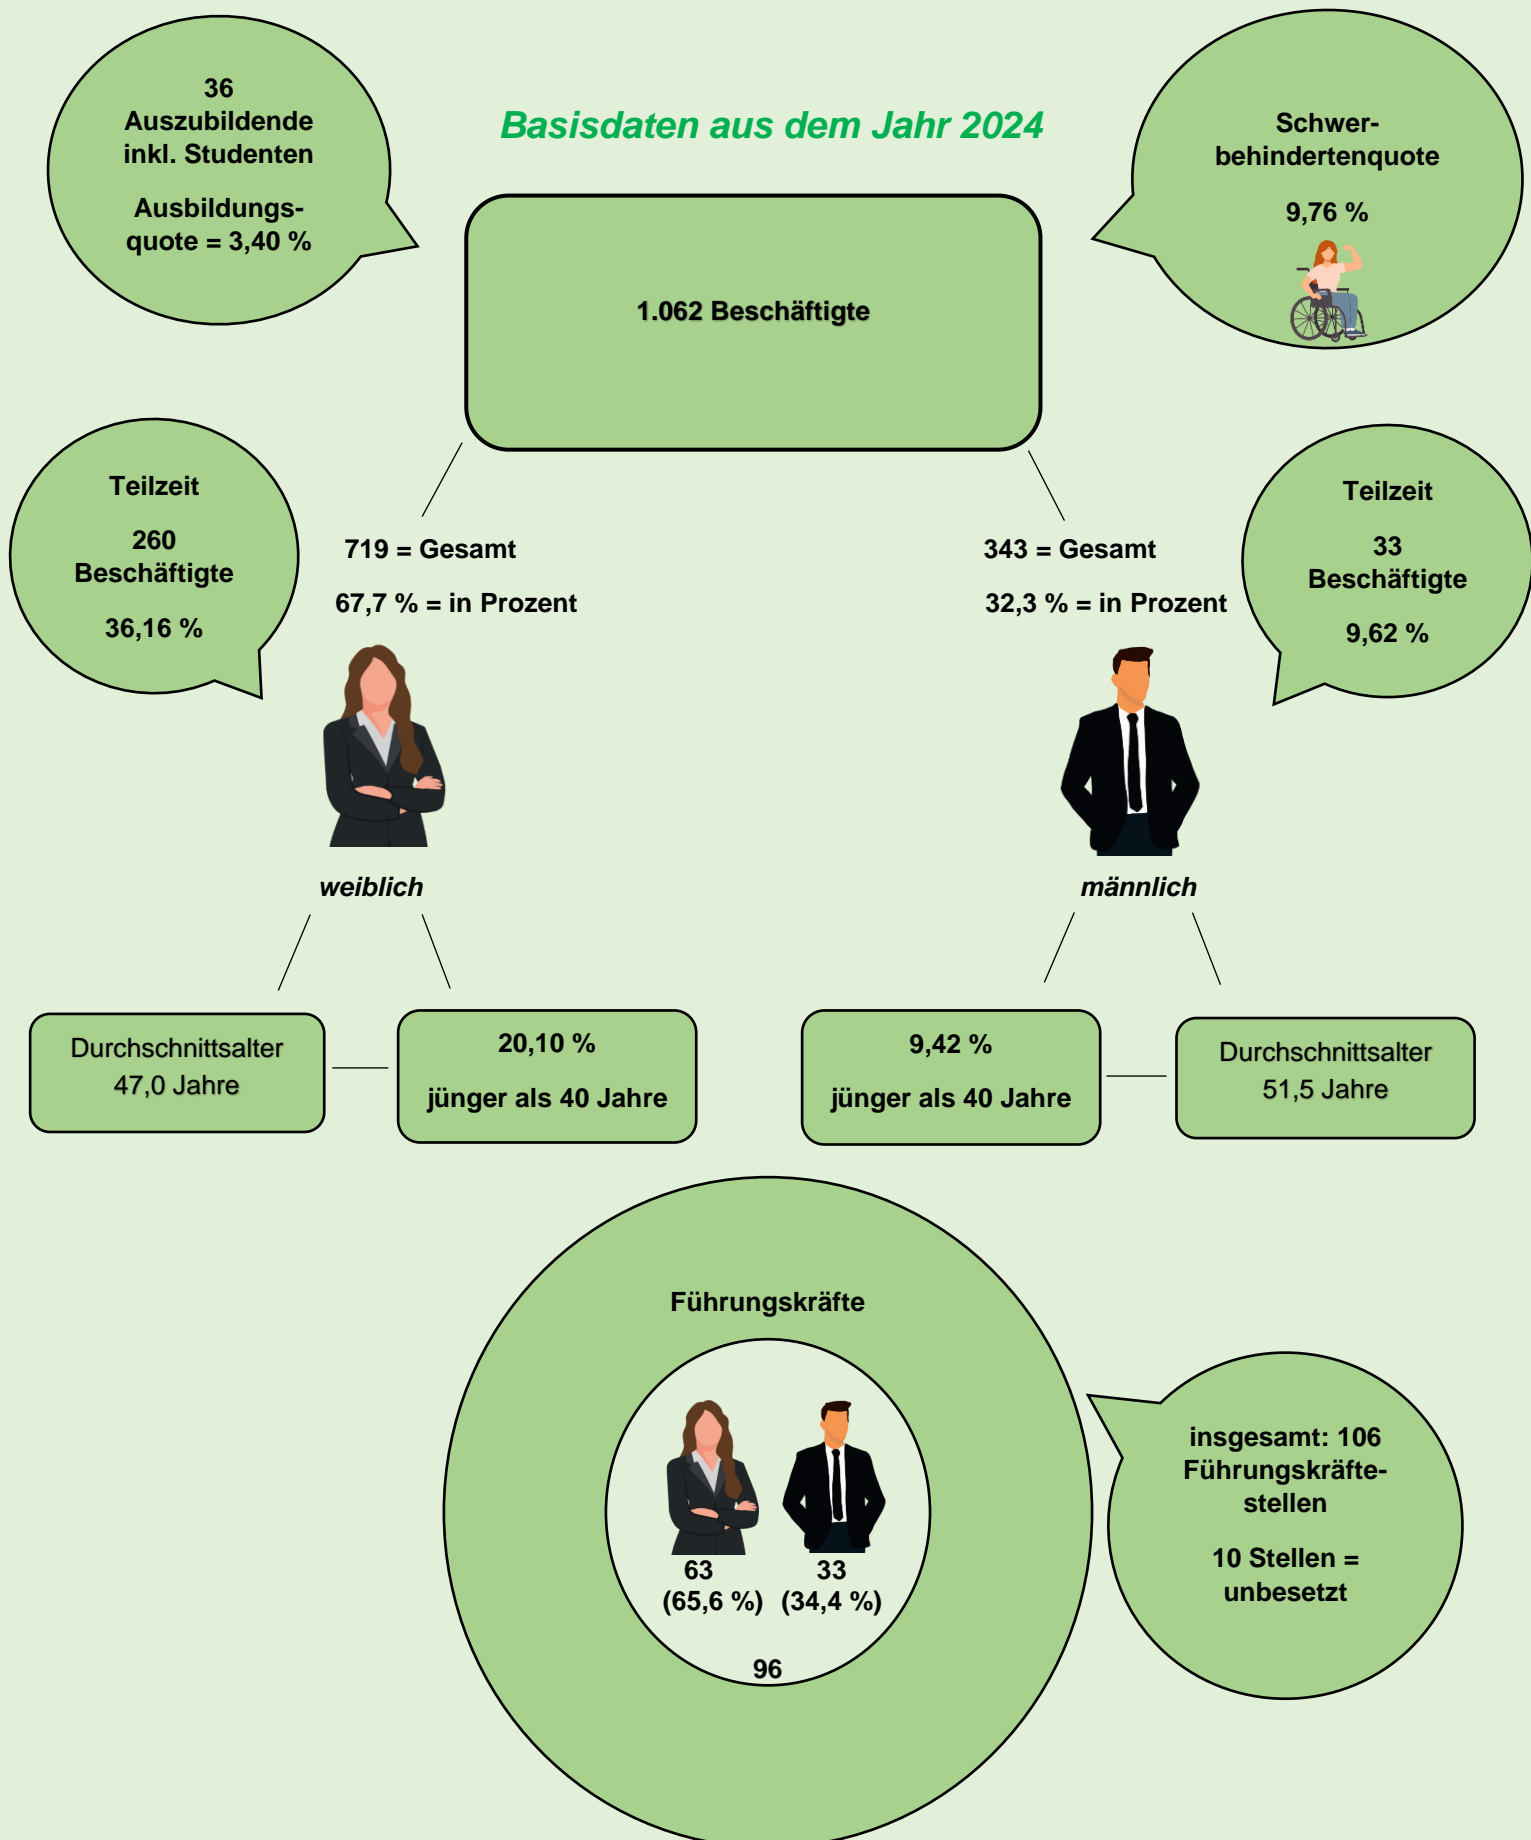 36
Auszubildende
inkl. Studenten
Ausbildungs-
quote = 3,40 %
Basisdaten aus dem Jahr 2024
Schwer-
behindertenquote
9,76 %
1.062 Beschäftigte
Teilzeit
260
Beschäftigte
36,16 %
719 = Gesamt
67,7 % = in Prozent
343 = Gesamt
32,3 % = in Prozent
Teilzeit
33
Beschäftigte
9,62 %
weiblich
männlich
Durchschnittsalter
47,0 Jahre
20,10 %
jünger als 40 Jahre
9,42 %
jünger als 40 Jahre
Durchschnittsalter
51,5 Jahre
Führungskräfte
63
(65,6 %)
33
(34,4 %)
96
insgesamt: 106
Führungskräfte-
stellen
10 Stellen =
unbesetzt